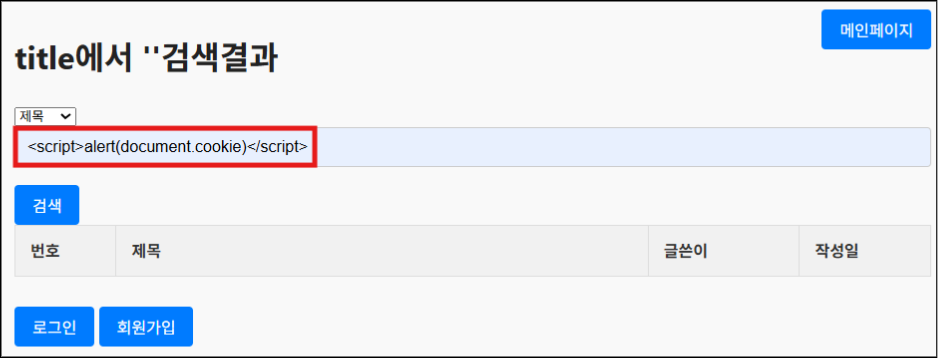 메인페이지
title에서 ''검색결과
제목
<script>alert(document.cookie)</script>
검색
번호 제목 글쓴이 작성일
로그인 회원가입